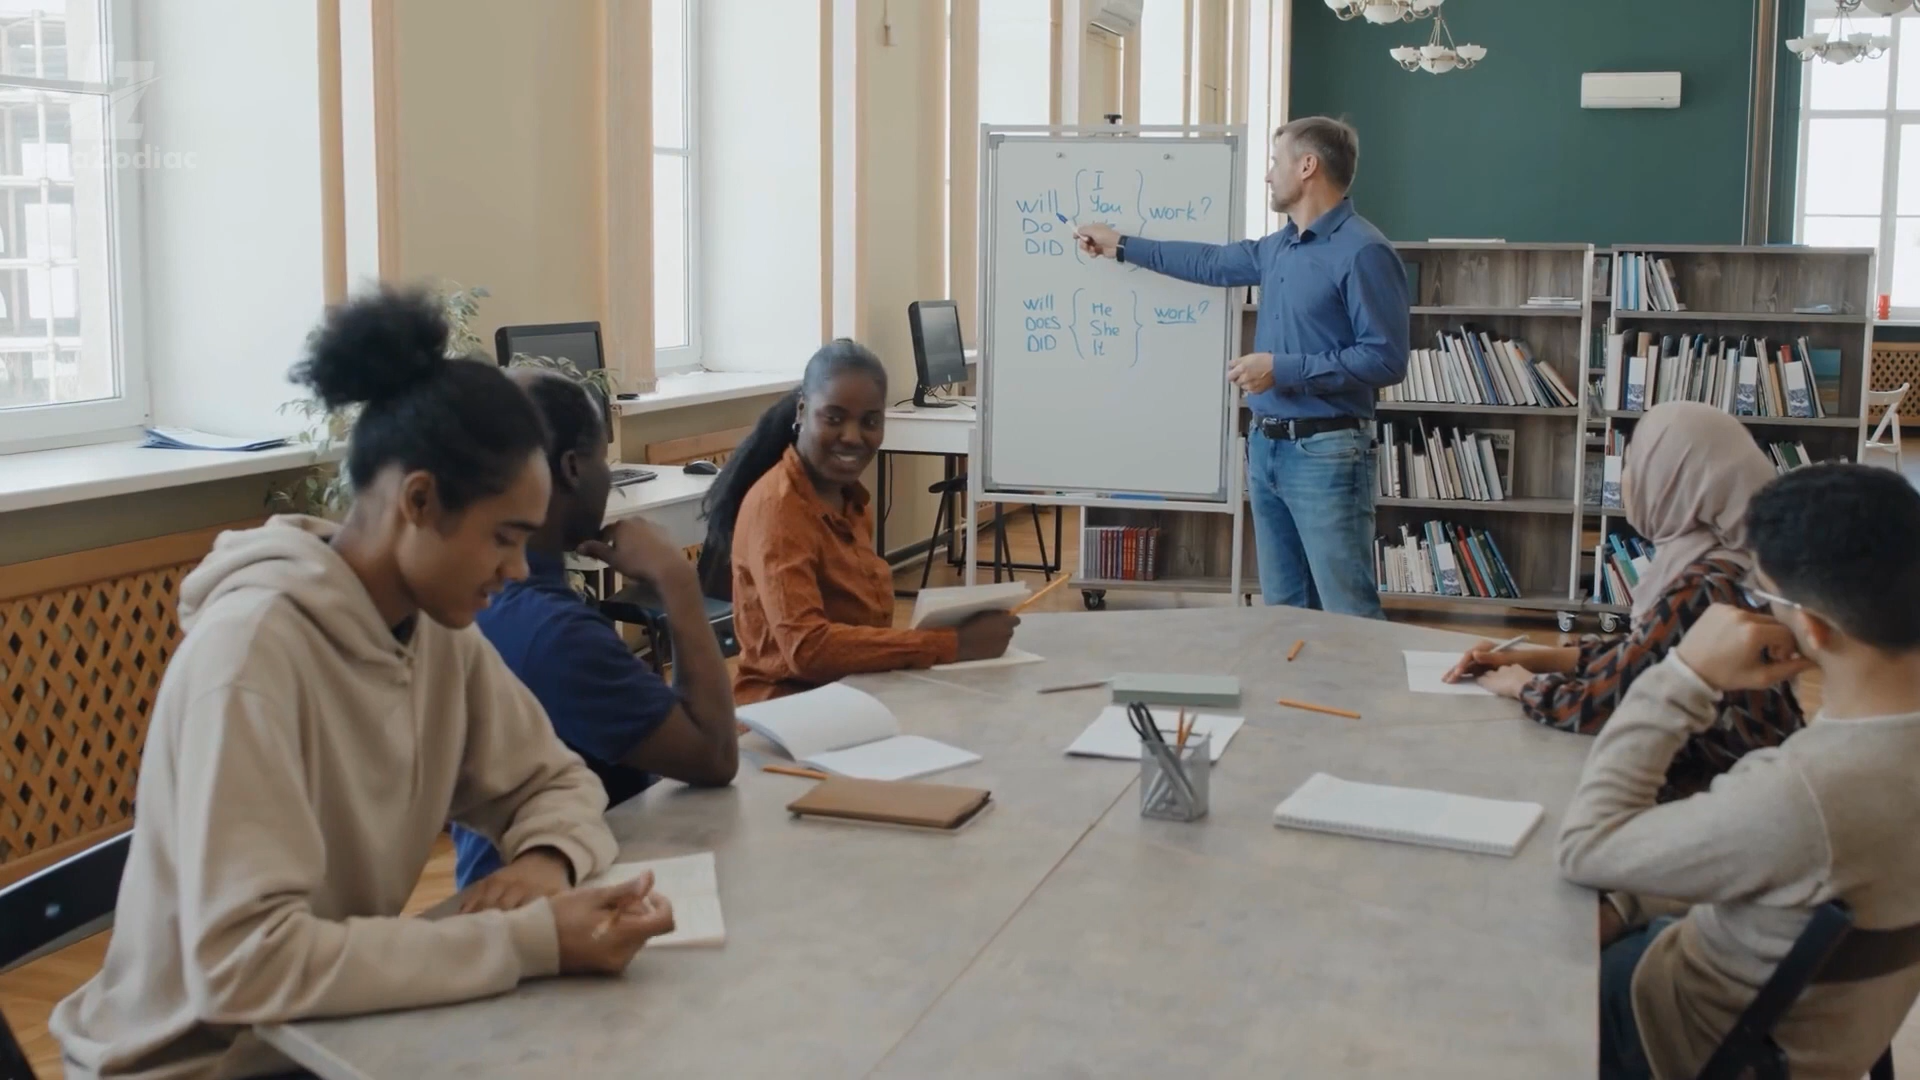 I
will You work?
DO
DID
will He work?
DOES She
DID It